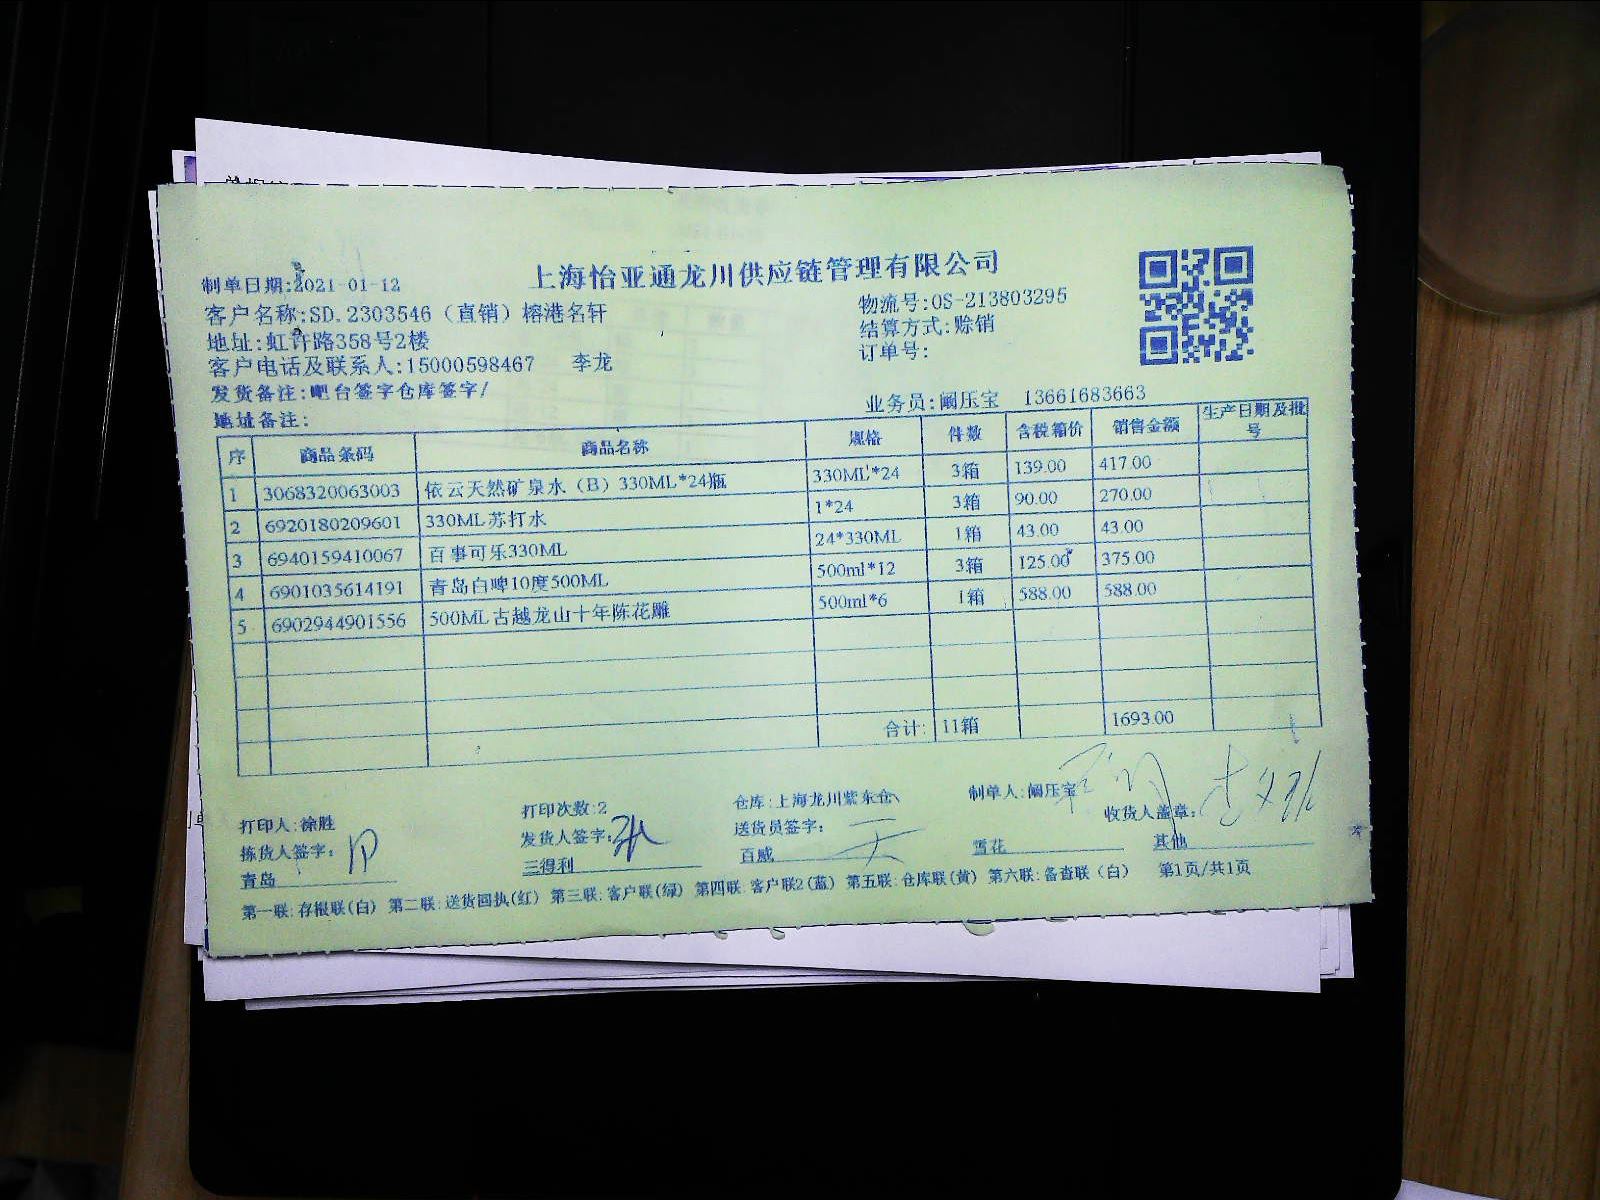 上海怡亚通龙川供应链管理有限公司
制单日期:2021-01-12
客户名称:SD.2303546（直销）榕港名轩
物流号:OS-213803295
地址:虹许路358号2楼
结算方式:赊销
客户电话及联系人:15000598467 李龙
订单号:
发货备注:吧台签字仓库签字/
业务员:阚压宝 13661683663
地址备注:
序 商品条码 商品名称 规格 件数 含税箱价 销售金额 生产日期及批号
1 3068320063003 依云天然矿泉水（B）330ML*24瓶 330ML*24 3箱 139.00 417.00
2 6920180209601 330ML苏打水 1*24 3箱 90.00 270.00
3 6940159410067 百事可乐330ML 24*330ML 1箱 43.00 43.00
4 6901035614191 青岛白啤10度500ML 500ml*12 3箱 125.00 375.00
5 6902944901556 500ML古越龙山十年陈花雕 500ml*6 1箱 588.00 588.00
合计: 11箱 1693.00
打印人:徐胜 打印次数:2 仓库:上海龙川紫东仓 制单人:阚压宝
拣货人签字: 发货人签字: 送货员签字: 收货人盖章:
青岛 三得利 百威 雪花 其他
第一联:存根联(白) 第二联:送货回执(红) 第三联:客户联(绿) 第四联:客户联2(蓝) 第五联:仓库联(黄) 第六联:备查联（白） 第1页/共1页